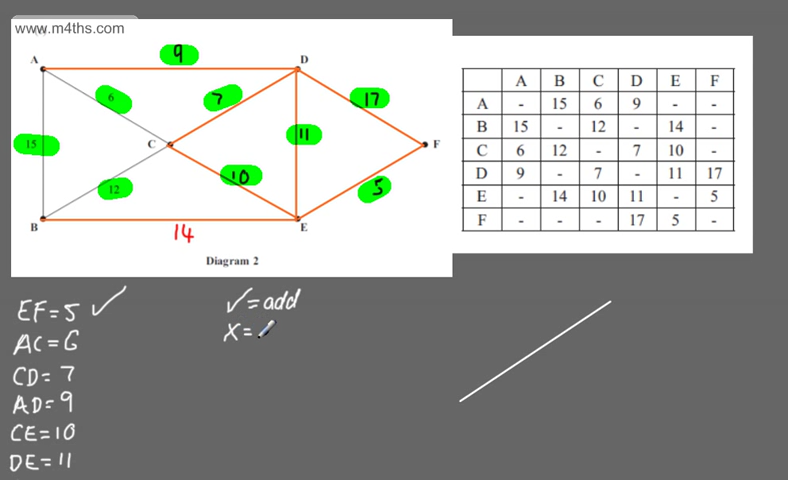 www.m4ths.com
9
A D
6 7 17
15 C 11 F
12 10 5
B E
14
Diagram 2
A B C D E F
A - 15 6 9 - -
B 15 - 12 - 14 -
C 6 12 - 7 10 -
D 9 - 7 - 11 17
E - 14 10 11 - 5
F - - - 17 5 -
EF=5 ✓
AC=6
CD=7
AD=9
CE=10
DE=11
✓=add
X=